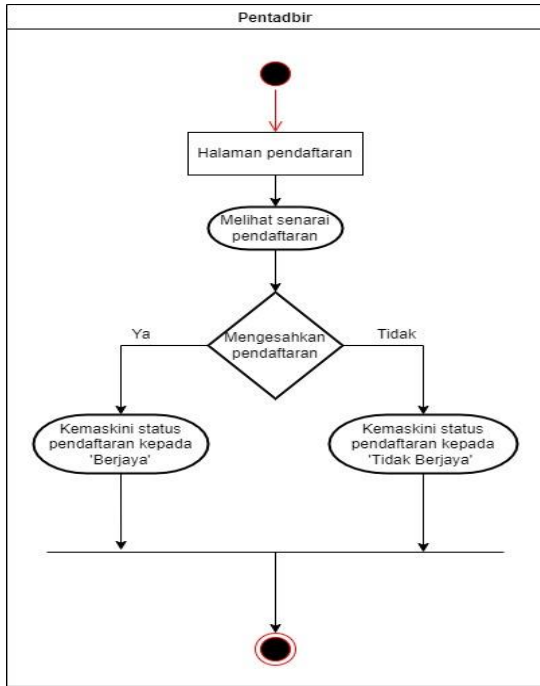 Pentadbir
Halaman pendaftaran
Melihat senarai
pendaftaran
Mengesahkan
pendaftaran
Ya
Tidak
Kemaskini status
pendaftaran kepada
'Berjaya'
Kemaskini status
pendaftaran kepada
'Tidak Berjaya'